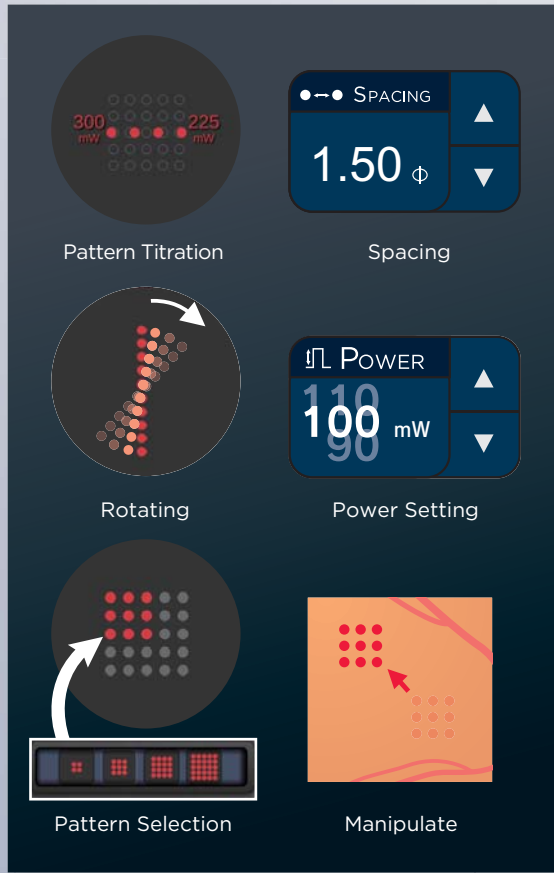 300
mW
225
mW
Pattern Titration
SPACING
1.50 Φ
Spacing
Rotating
POWER
110
100 mW
90
Power Setting
Pattern Selection
Manipulate